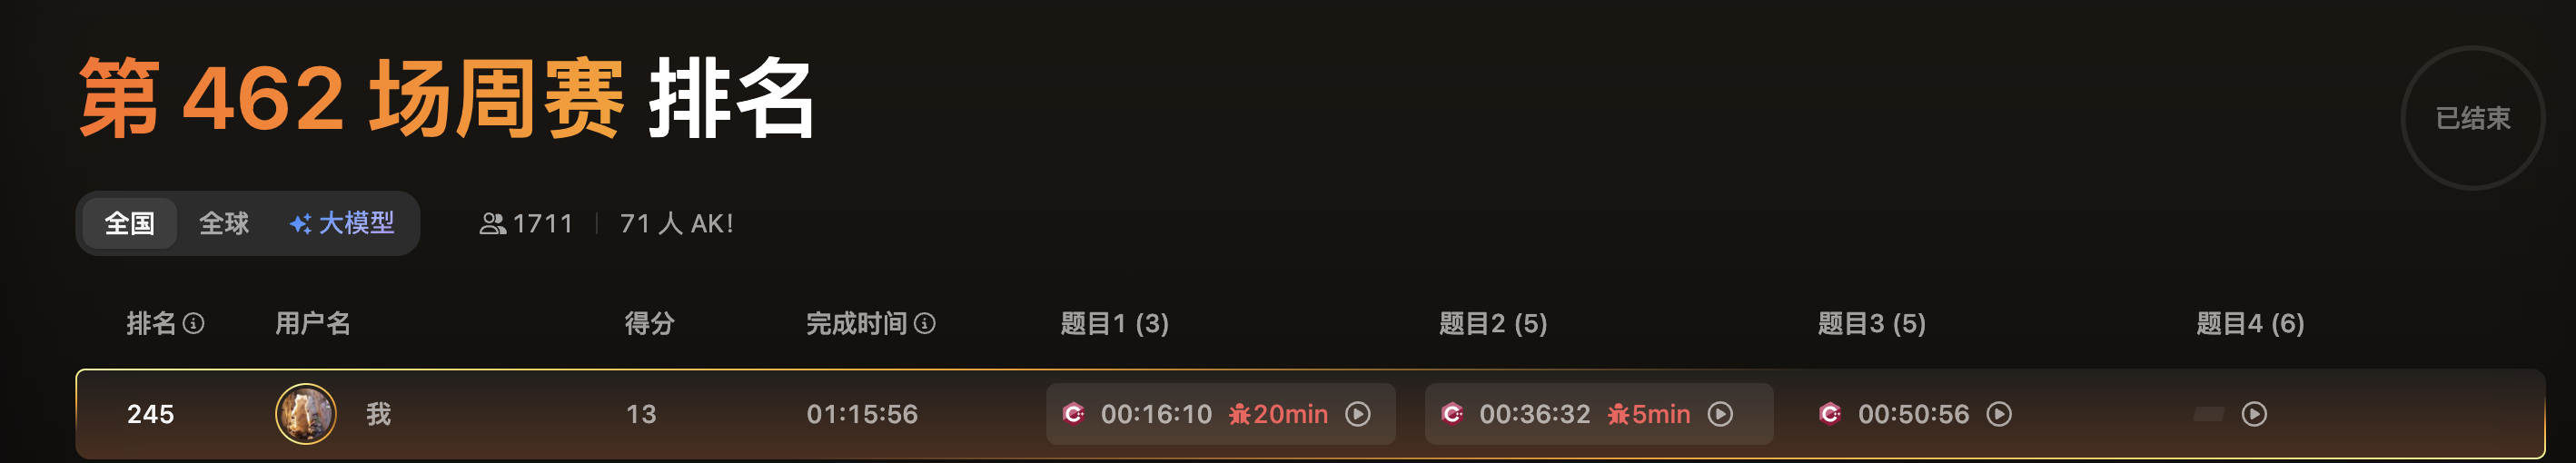 第 462 场周赛 排名
已结束
全国 全球 大模型 1711 71 人 AK!
排名 用户名 得分 完成时间 题目1 (3) 题目2 (5) 题目3 (5) 题目4 (6)
245 我 13 01:15:56 00:16:10 20min 00:36:32 5min 00:50:56